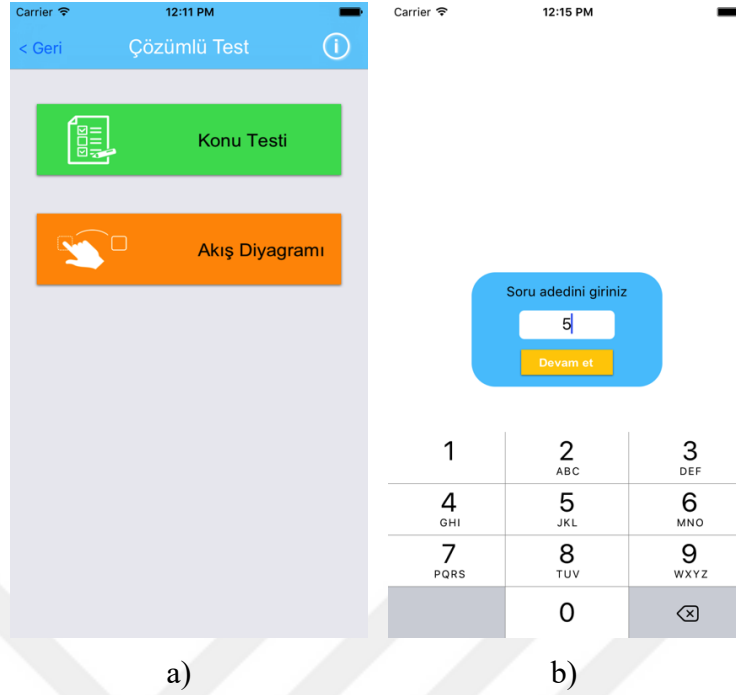 Carrier 12:11 PM
< Geri Çözümlü Test i
Konu Testi
Akış Diyagramı
a)
Carrier 12:15 PM
Soru adedini giriniz
5
Devam et
1 2 3
ABC DEF
4 5 6
GHI JKL MNO
7 8 9
PQRS TUV WXYZ
0
b)